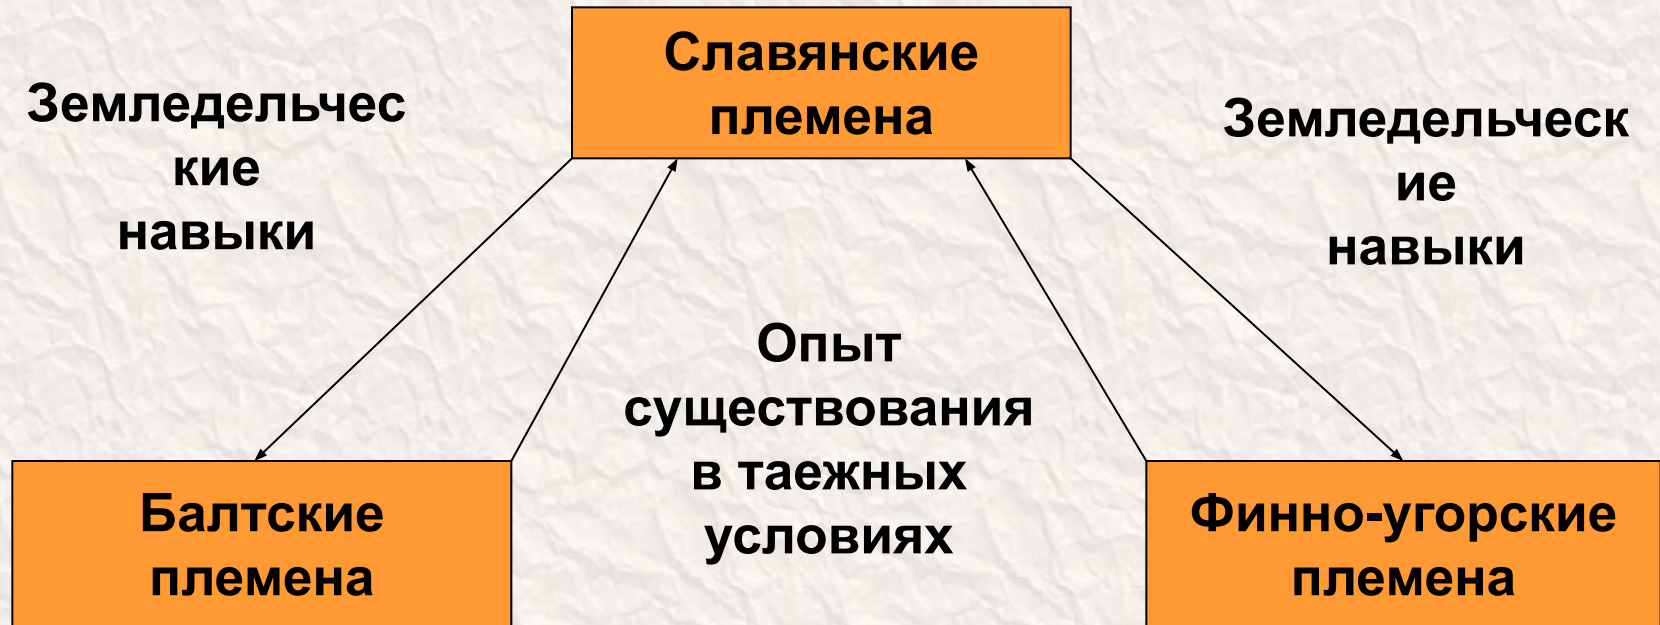 Славянские
племена
Земледельчес
кие
навыки
Земледельческ
ие
навыки
Опыт
существования
в таежных
условиях
Балтские
племена
Финно-угорские
племена